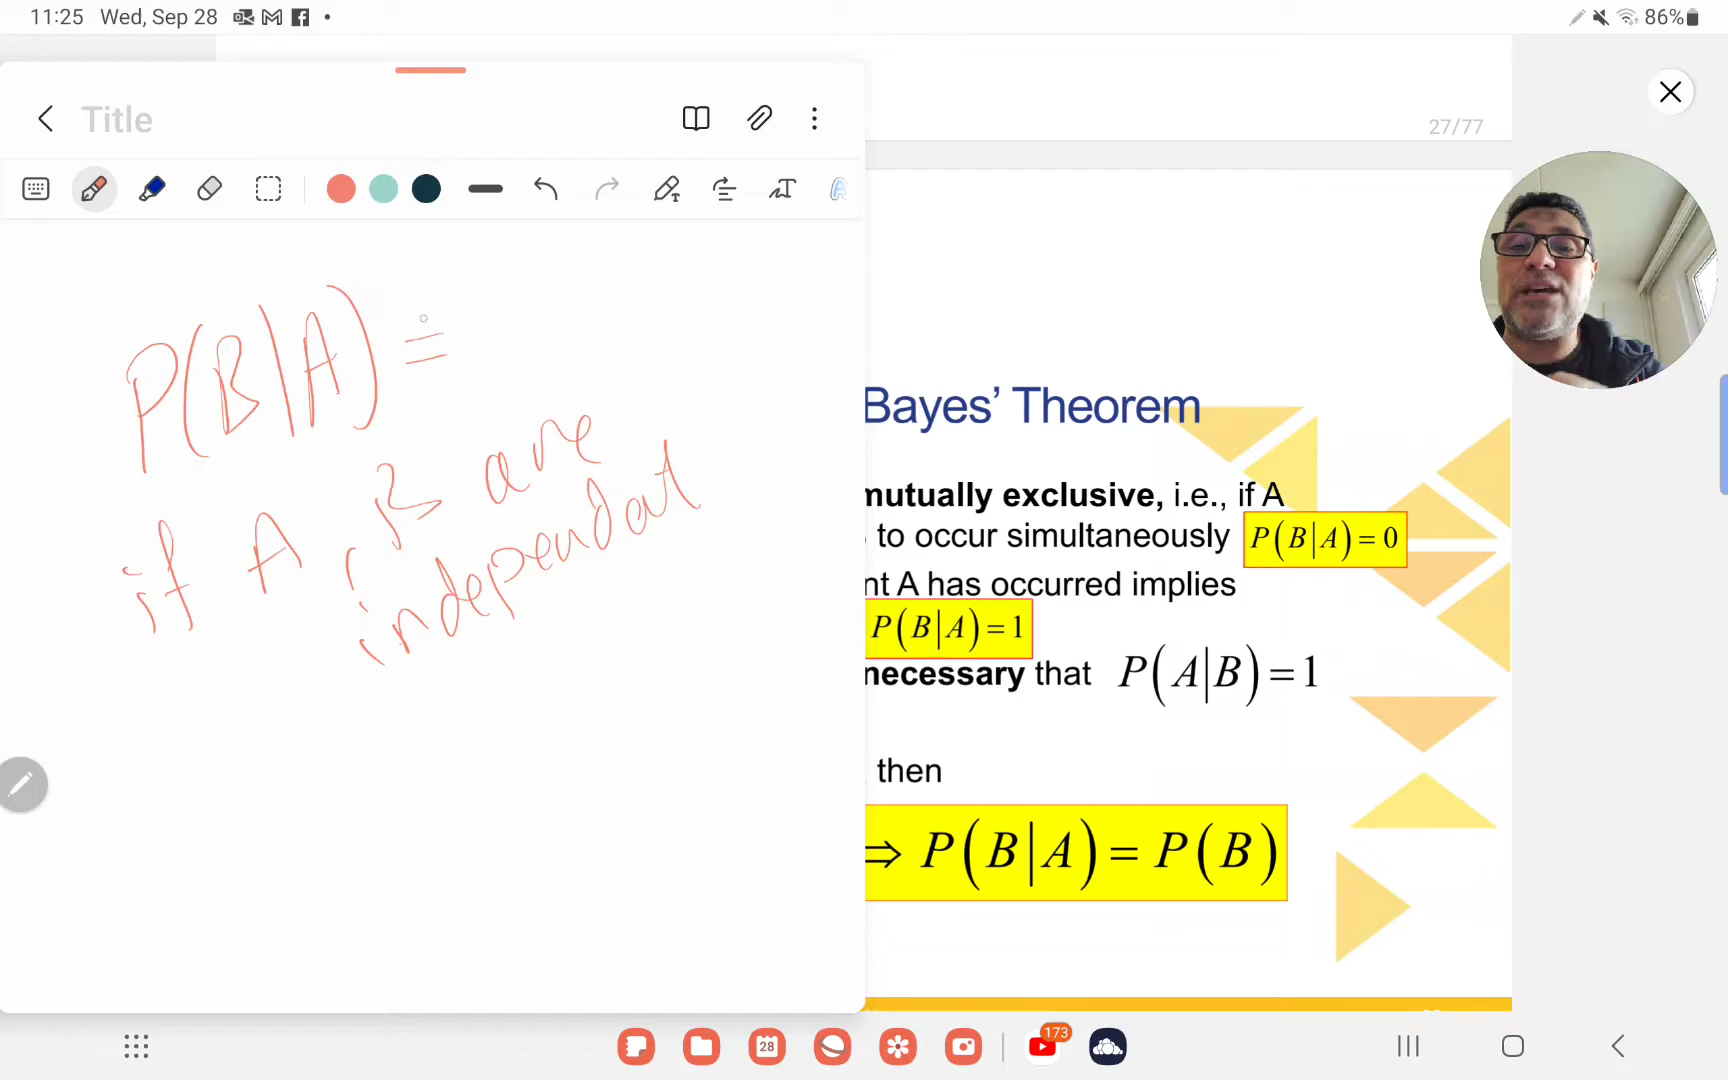 11:25 Wed, Sep 28
86%
Title
27/77
P(B|A) =
if A, B are
independat
Bayes’ Theorem
mutually exclusive, i.e., if A
to occur simultaneously P(B|A)=0
nt A has occurred implies
P(B|A)=1
necessary that P(A|B)=1
then
⇒ P(B|A)=P(B)
28
173